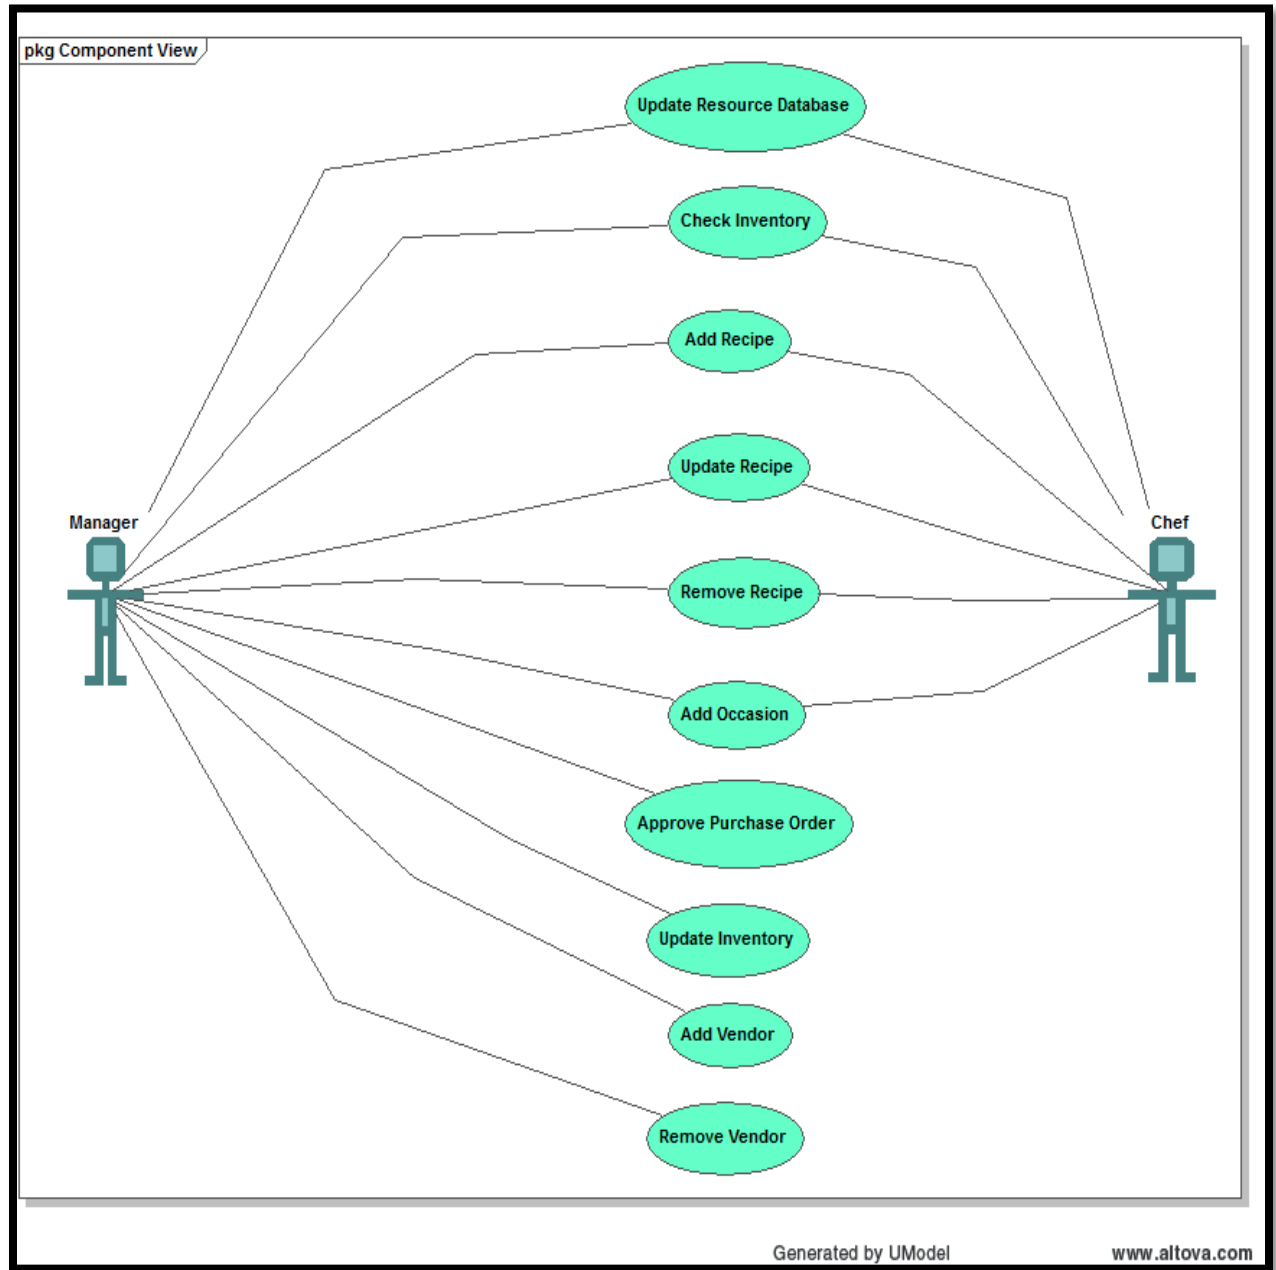 pkg Component View
Update Resource Database
Check Inventory
Add Recipe
Update Recipe
Manager
Chef
Remove Recipe
Add Occasion
Approve Purchase Order
Update Inventory
Add Vendor
Remove Vendor
Generated by UModel
www.altova.com